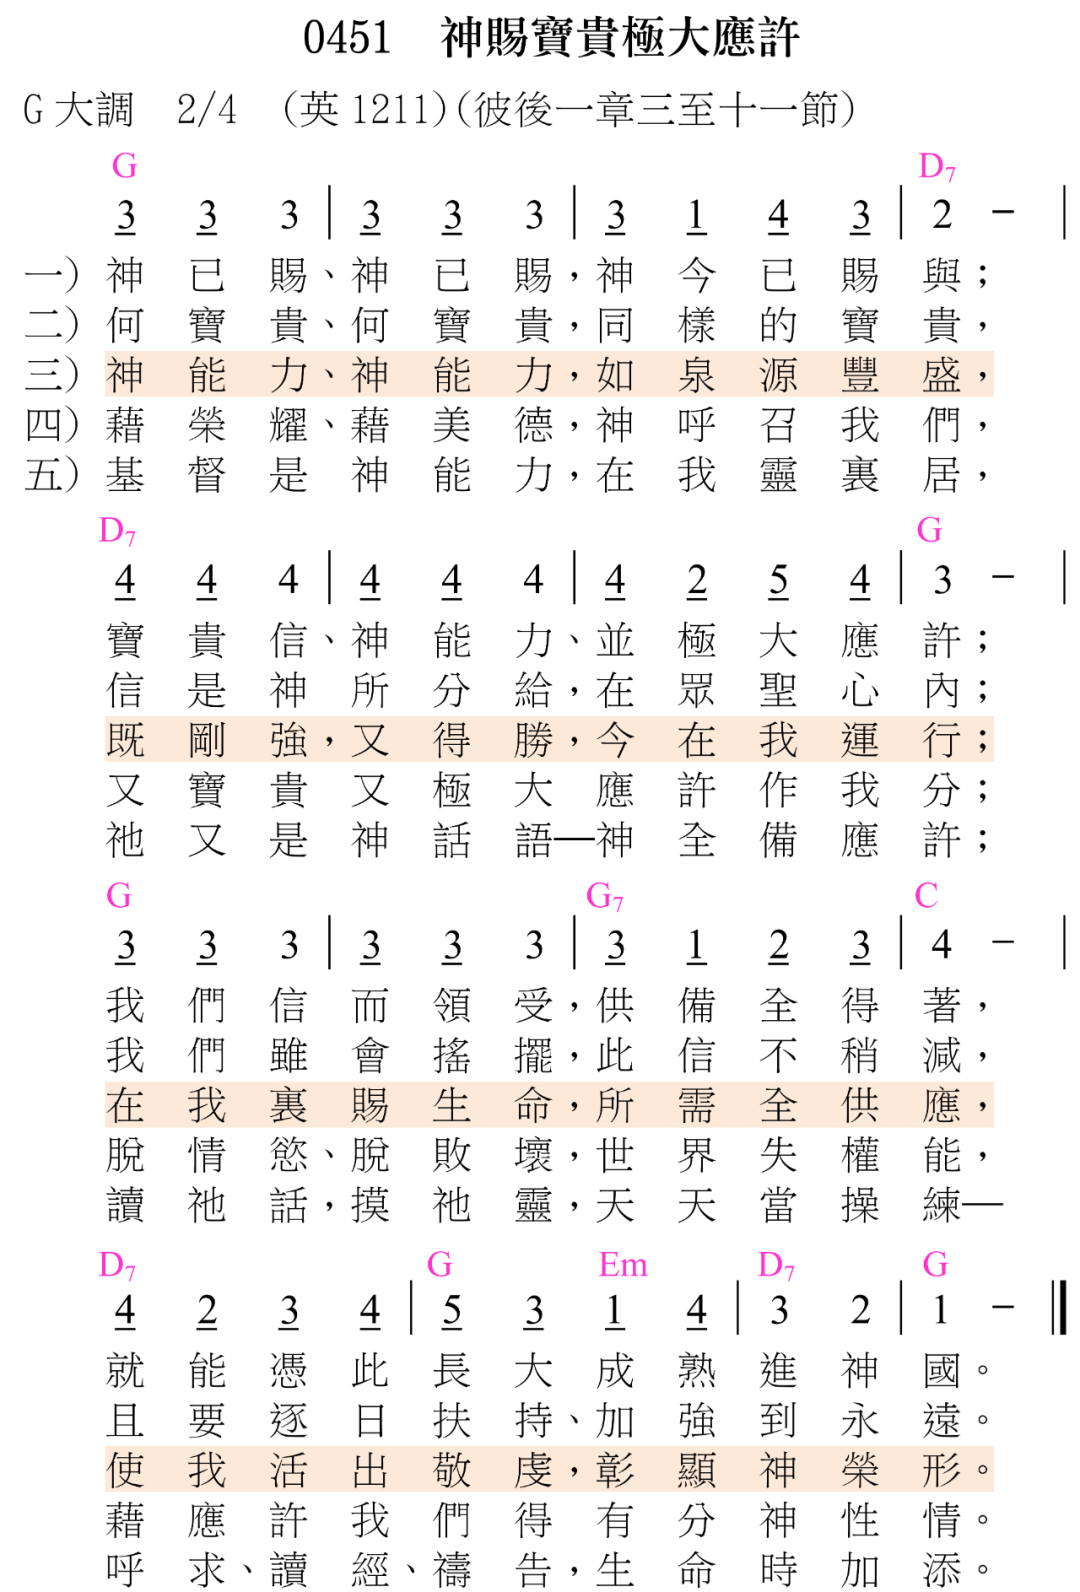 0451　神賜寶貴極大應許
G 大調　2/4　(英 1211)(彼後一章三至十一節)
G D₇
3 3 3 | 3 3 3 | 3 1 4 3 | 2 － |
一) 神已賜、神已賜，神今已賜與；
二) 何寶貴、何寶貴，同樣的寶貴，
三) 神能力、神能力，如泉源豐盛，
四) 藉榮耀、藉美德，神呼召我們，
五) 基督是神能力，在我靈裏居，
D₇ G
4 4 4 | 4 4 4 | 4 2 5 4 | 3 － |
寶貴信、神能力、並極大應許；
信是神所分給，在眾聖心內；
既剛強，又得勝，今在我運行；
又寶貴又極大應許作我分；
祂又是神話語—神全備應許；
G G₇ C
3 3 3 | 3 3 3 | 3 1 2 3 | 4 － |
我們信而領受，供備全得著，
我們雖會搖擺，此信不稍減，
在我裏賜生命，所需全供應，
脫情慾、脫敗壞，世界失權能，
讀祂話，摸祂靈，天天當操練—
D₇ G Em D₇ G
4 2 3 4 | 5 3 1 4 | 3 2 | 1 － ‖
就能憑此長大成熟進神國。
且要逐日扶持、加強到永遠。
使我活出敬虔，彰顯神榮形。
藉應許我們得有分神性情。
呼求、讀經、禱告，生命時加添。